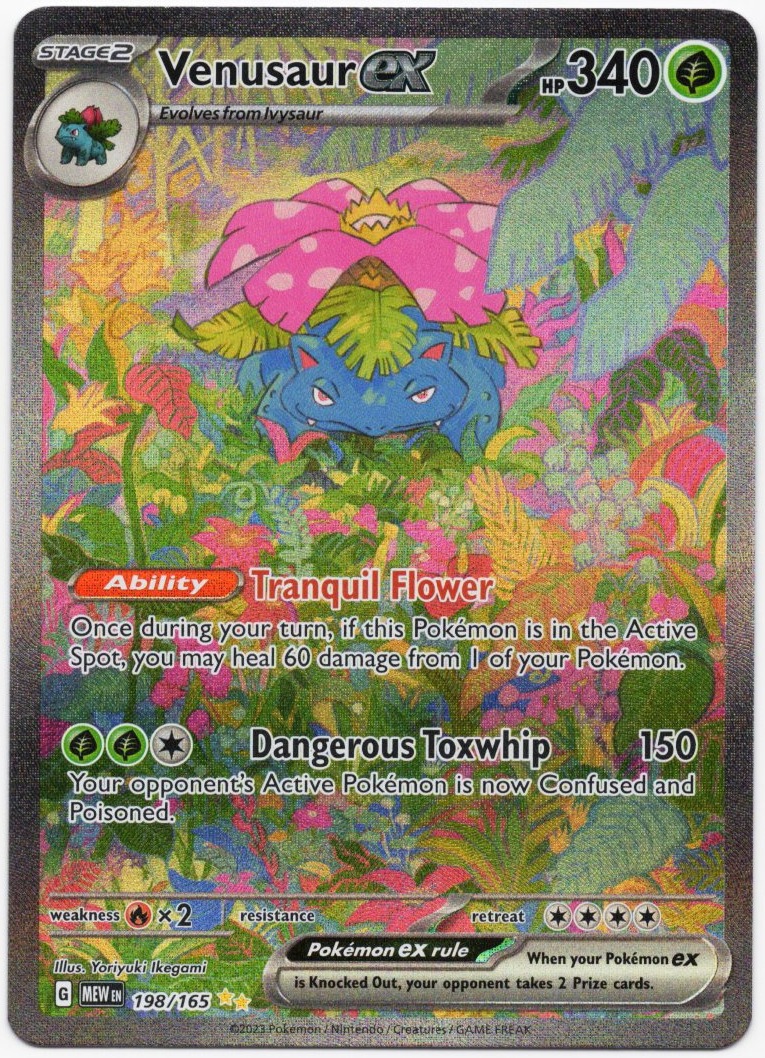 STAGE2 Venusaur ex HP340
Evolves from Ivysaur
Ability Tranquil Flower
Once during your turn, if this Pokémon is in the Active
Spot, you may heal 60 damage from 1 of your Pokémon.
Dangerous Toxwhip 150
Your opponent's Active Pokémon is now Confused and
Poisoned.
weakness ×2 resistance retreat
Pokémon ex rule When your Pokémon ex
is Knocked Out, your opponent takes 2 Prize cards.
Illus. Yoriyuki Ikegami
G MEW EN 198/165
©2023 Pokémon / Nintendo / Creatures / GAME FREAK